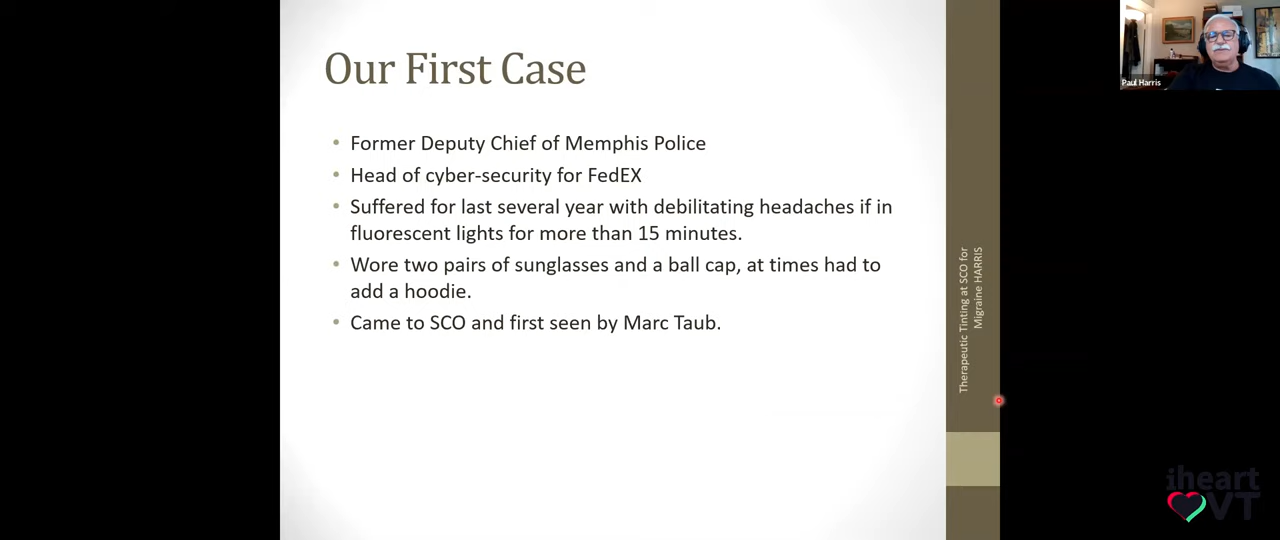 Our First Case
• Former Deputy Chief of Memphis Police
• Head of cyber-security for FedEX
• Suffered for last several year with debilitating headaches if in
fluorescent lights for more than 15 minutes.
• Wore two pairs of sunglasses and a ball cap, at times had to
add a hoodie.
• Came to SCO and first seen by Marc Taub.
Therapeutic Tinting at SCO for
Migraine HARRIS
Paul Harris
iheart
VT